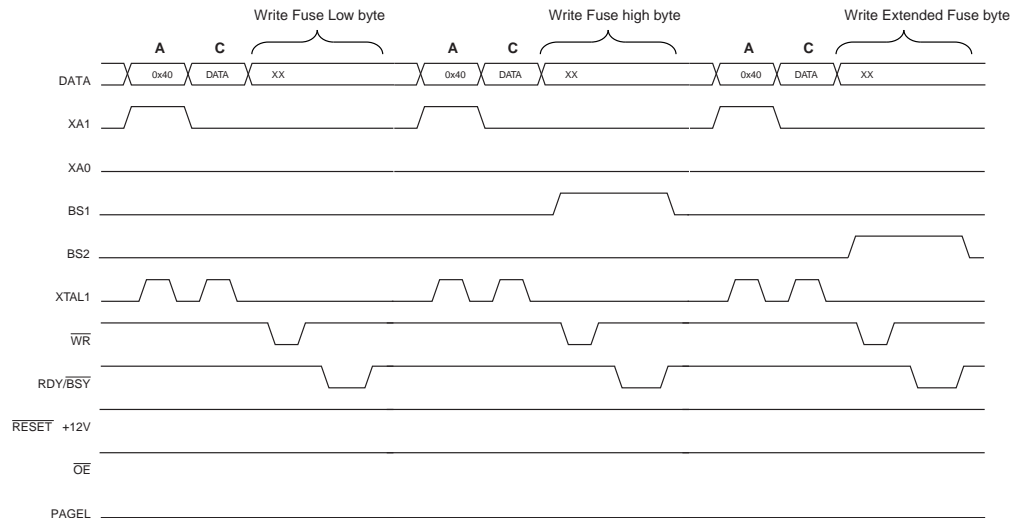 Write Fuse Low byte Write Fuse high byte Write Extended Fuse byte
A C A C A C
DATA 0x40 DATA XX 0x40 DATA XX 0x40 DATA XX
XA1
XA0
BS1
BS2
XTAL1
WR
RDY/BSY
RESET +12V
OE
PAGEL